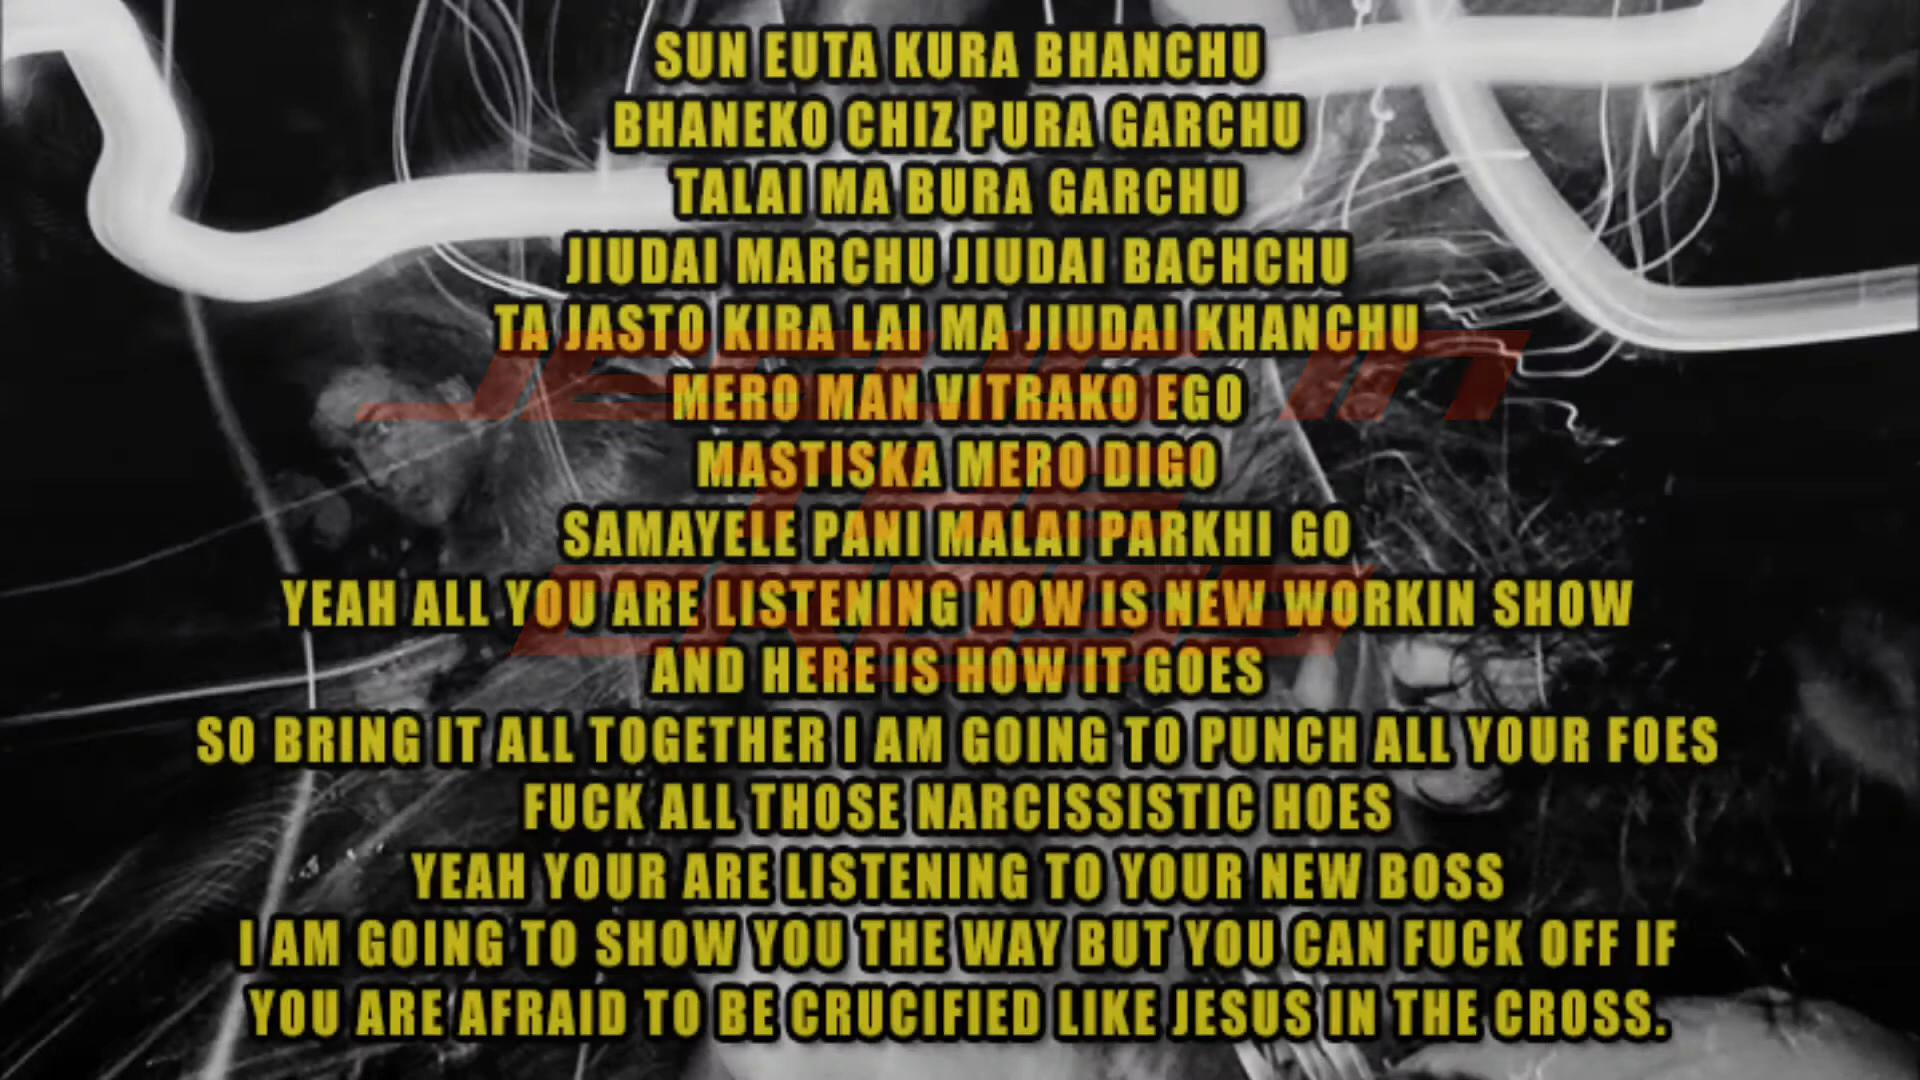 SUN EUTA KURA BHANCHU
BHANEKO CHIZ PURA GARCHU
TALAI MA BURA GARCHU
JIUDAI MARCHU JIUDAI BACHCHU
TA JASTO KIRA LAI MA JIUDAI KHANCHU
MERO MAN VITRAKO EGO
MASTISKA MERO DIGO
SAMAYELE PANI MALAI PARKHI GO
YEAH ALL YOU ARE LISTENING NOW IS NEW WORKIN SHOW
AND HERE IS HOW IT GOES
SO BRING IT ALL TOGETHER I AM GOING TO PUNCH ALL YOUR FOES
FUCK ALL THOSE NARCISSISTIC HOES
YEAH YOUR ARE LISTENING TO YOUR NEW BOSS
I AM GOING TO SHOW YOU THE WAY BUT YOU CAN FUCK OFF IF
YOU ARE AFRAID TO BE CRUCIFIED LIKE JESUS IN THE CROSS.
JESUS IN
THE
CROSS